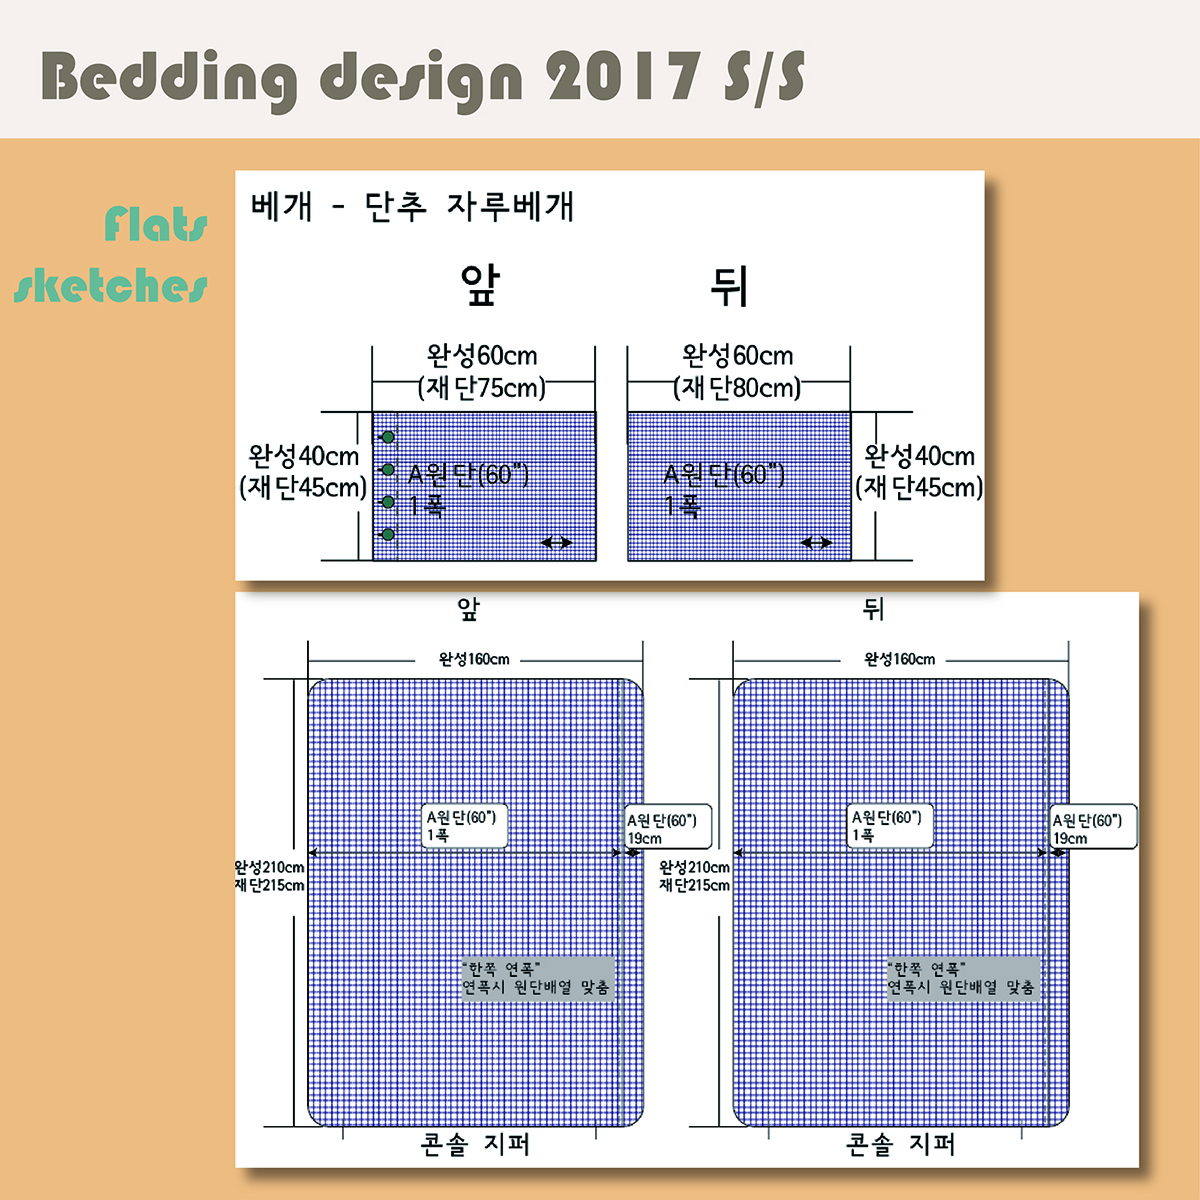 Bedding design 2017 S/S
Flats
sketches
베개 - 단추 자루베개
앞
뒤
완성60cm
(재단75cm)
완성60cm
(재단80cm)
완성40cm
(재단45cm)
A원단(60")
1폭
A원단(60")
1폭
완성40cm
(재단45cm)
앞
뒤
완성160cm
완성160cm
A원단(60")
1폭
A원단(60")
19cm
A원단(60")
1폭
A원단(60")
19cm
완성210cm
재단215cm
완성210cm
재단215cm
"한쪽 연폭"
연폭시 원단배열 맞춤
"한쪽 연폭"
연폭시 원단배열 맞춤
콘솔 지퍼
콘솔 지퍼